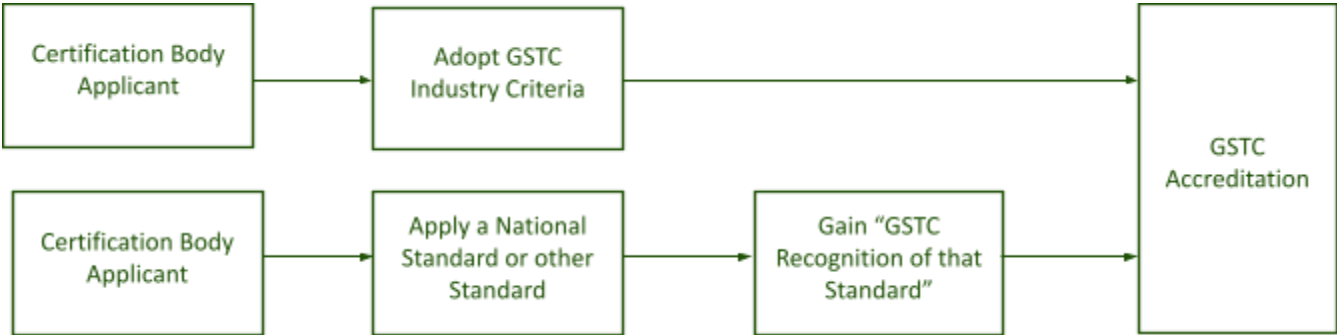 Certification Body
Applicant
Adopt GSTC
Industry Criteria
GSTC
Accreditation
Certification Body
Applicant
Apply a National
Standard or other
Standard
Gain “GSTC
Recognition of that
Standard”